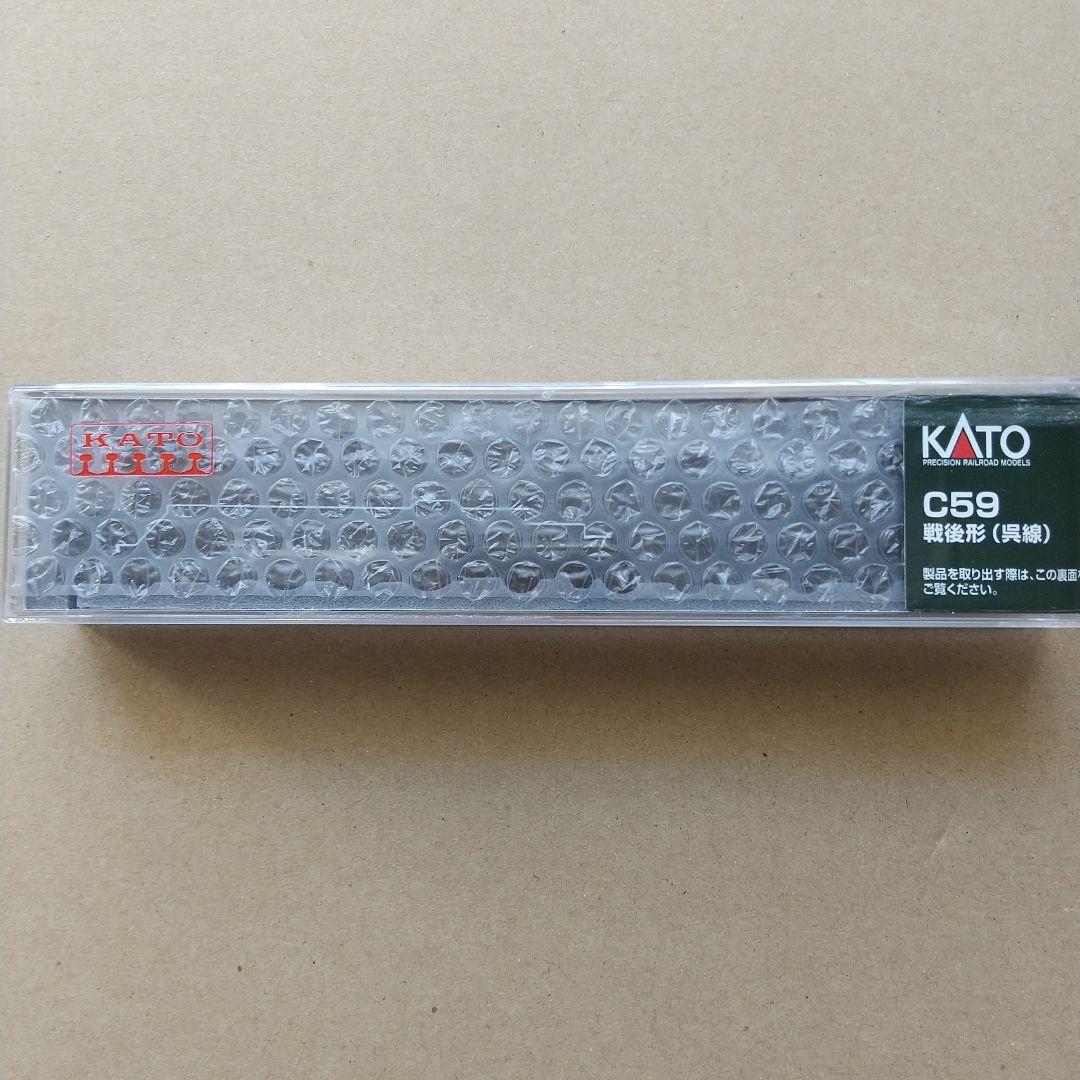 KATO
KATO
PRECISION RAILROAD MODELS
C59
戦後形（呉線）
製品を取り出す際は、この裏面
ご覧ください。